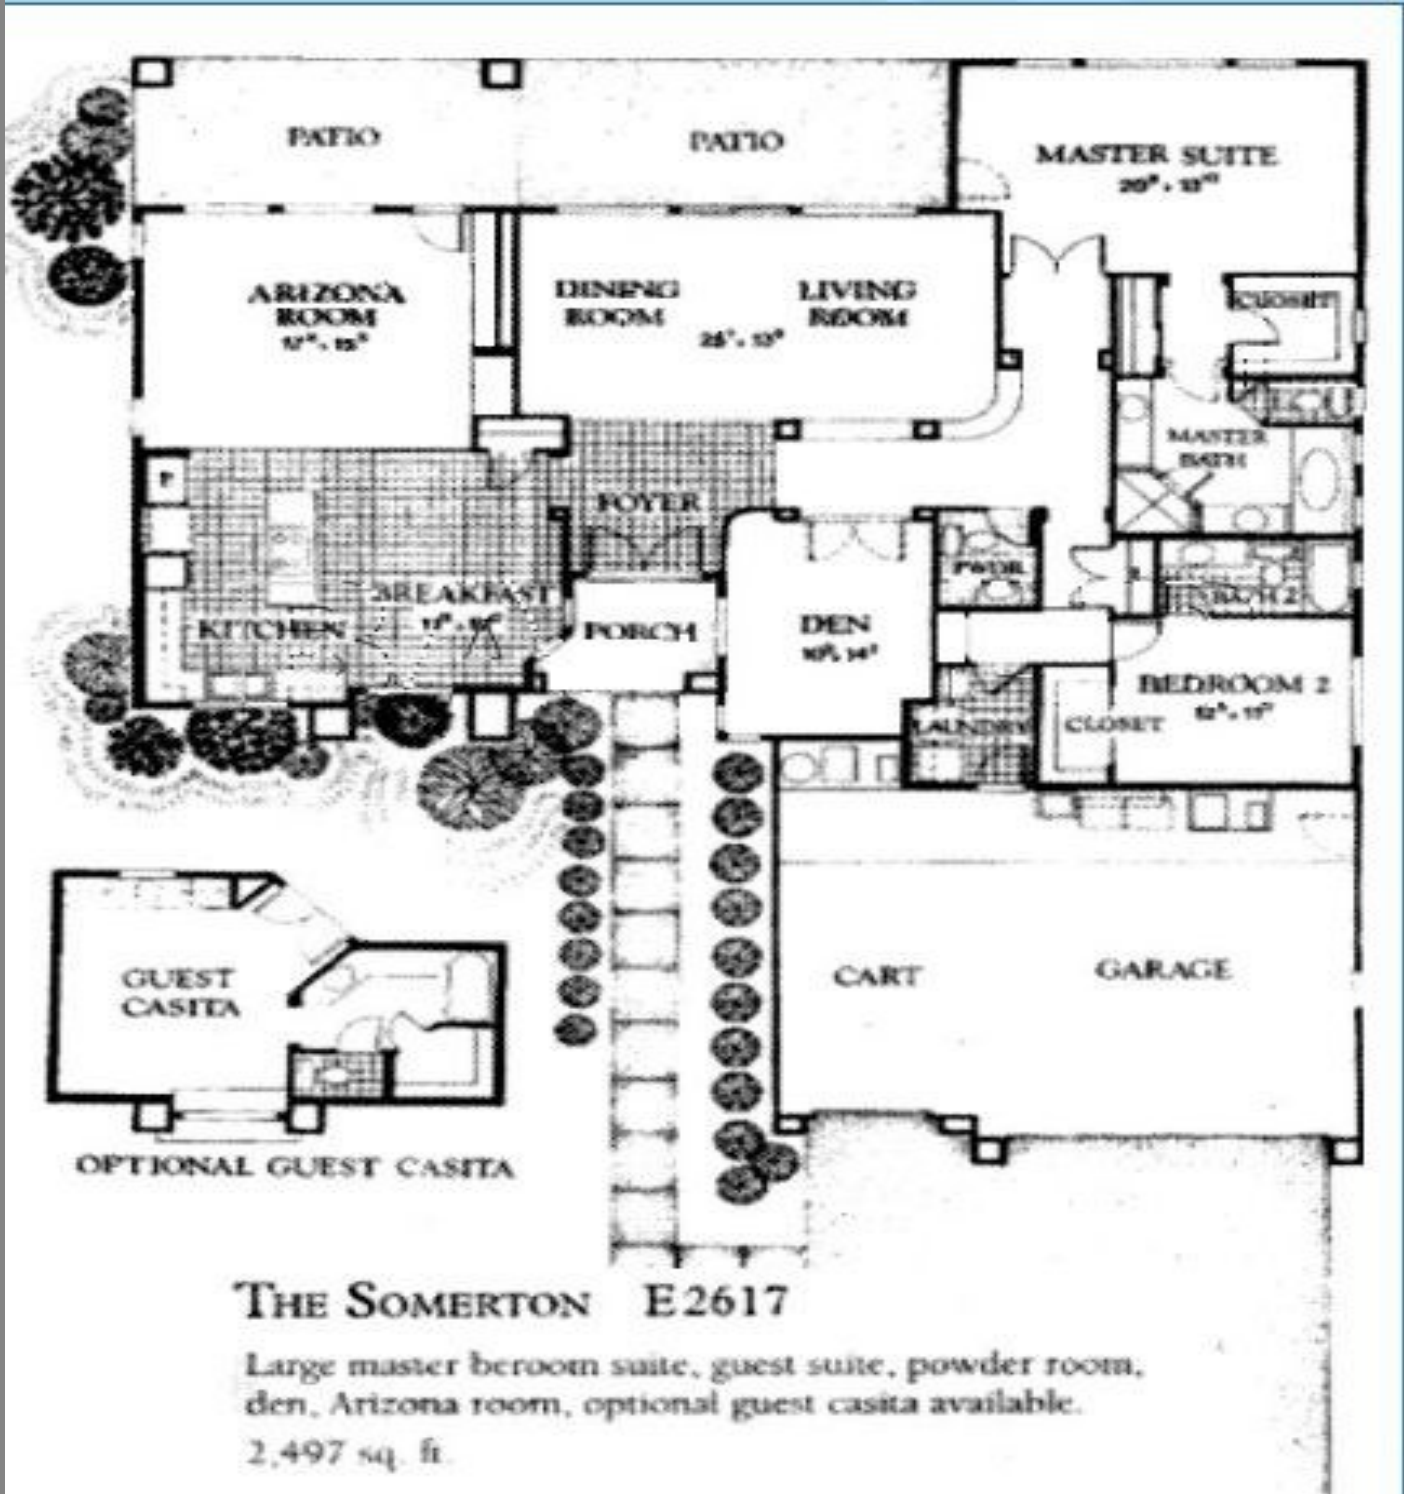 PATIO
PATIO
MASTER SUITE
ARIZONA
ROOM
DINING
ROOM
LIVING
ROOM
CLOSET
MASTER
BATH
FOYER
KITCHEN
BREAKFAST
PORCH
DEN
PWDR
BATH 2
BEDROOM 2
CLOSET
LAUNDRY
CART
GARAGE
GUEST
CASITA
OPTIONAL GUEST CASITA
THE SOMERTON E2617
Large master beroom suite, guest suite, powder room,
den, Arizona room, optional guest casita available.
2,497 sq. ft.